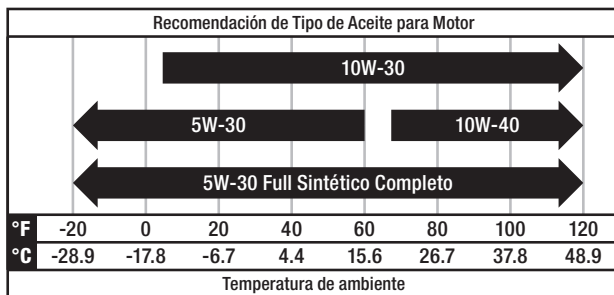 Recomendación de Tipo de Aceite para Motor
10W-30
5W-30 10W-40
5W-30 Full Sintético Completo
°F -20 0 20 40 60 80 100 120
°C -28.9 -17.8 -6.7 4.4 15.6 26.7 37.8 48.9
Temperatura de ambiente